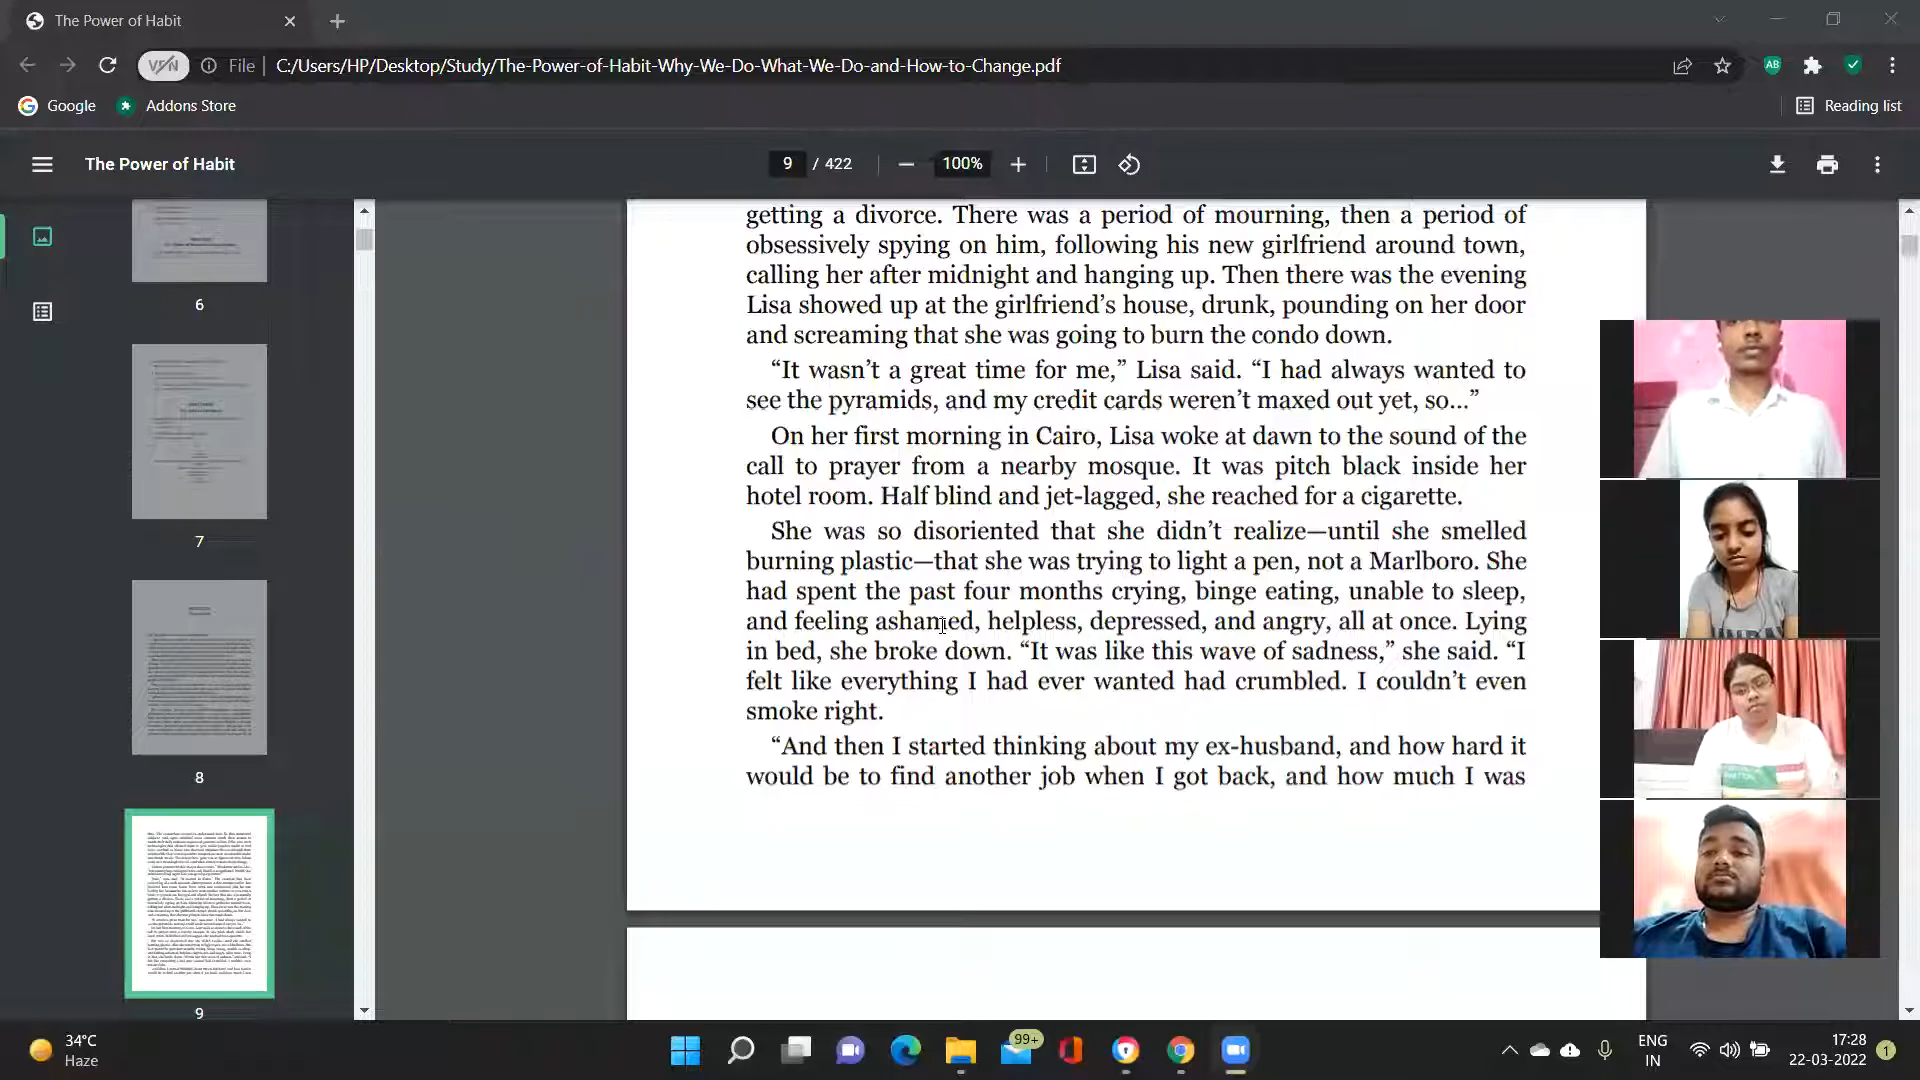 The Power of Habit
File
C:/Users/HP/Desktop/Study/The-Power-of-Habit-Why-We-Do-What-We-Do-and-How-to-Change.pdf
AB
Google
Addons Store
Reading list
The Power of Habit
9 / 422
100%
6
7
8
9
getting a divorce. There was a period of mourning, then a period of
obsessively spying on him, following his new girlfriend around town,
calling her after midnight and hanging up. Then there was the evening
Lisa showed up at the girlfriend’s house, drunk, pounding on her door
and screaming that she was going to burn the condo down.
“It wasn’t a great time for me,” Lisa said. “I had always wanted to
see the pyramids, and my credit cards weren’t maxed out yet, so…”
On her first morning in Cairo, Lisa woke at dawn to the sound of the
call to prayer from a nearby mosque. It was pitch black inside her
hotel room. Half blind and jet-lagged, she reached for a cigarette.
She was so disoriented that she didn’t realize—until she smelled
burning plastic—that she was trying to light a pen, not a Marlboro. She
had spent the past four months crying, binge eating, unable to sleep,
and feeling ashamed, helpless, depressed, and angry, all at once. Lying
in bed, she broke down. “It was like this wave of sadness,” she said. “I
felt like everything I had ever wanted had crumbled. I couldn’t even
smoke right.
“And then I started thinking about my ex-husband, and how hard it
would be to find another job when I got back, and how much I was
34°C
Haze
99+
ENG
IN
17:28
22-03-2022
1